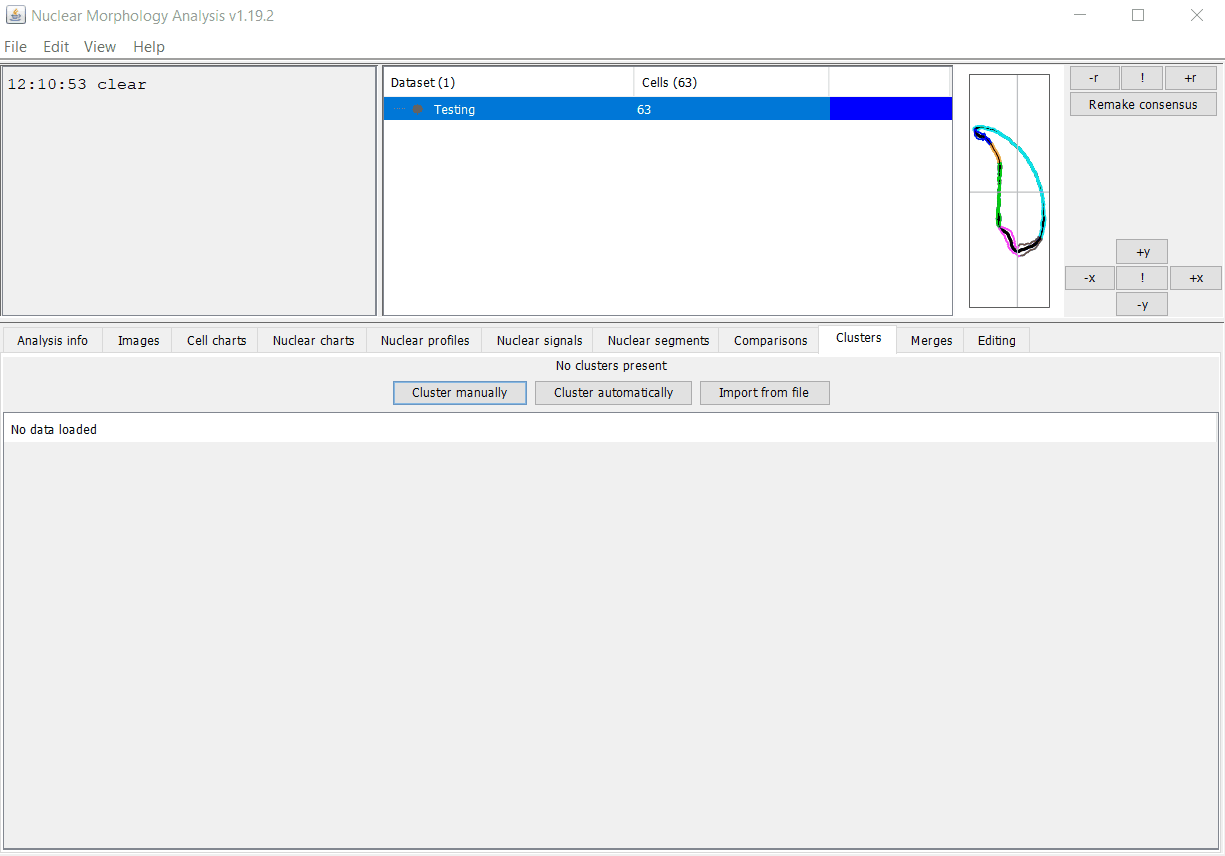 Nuclear Morphology Analysis v1.19.2
File Edit View Help
12:10:53 clear
Dataset (1) Cells (63)
Testing 63
-r ! +r
Remake consensus
+y
-x ! +x
-y
Analysis info Images Cell charts Nuclear charts Nuclear profiles Nuclear signals Nuclear segments Comparisons Clusters Merges Editing
No clusters present
Cluster manually Cluster automatically Import from file
No data loaded